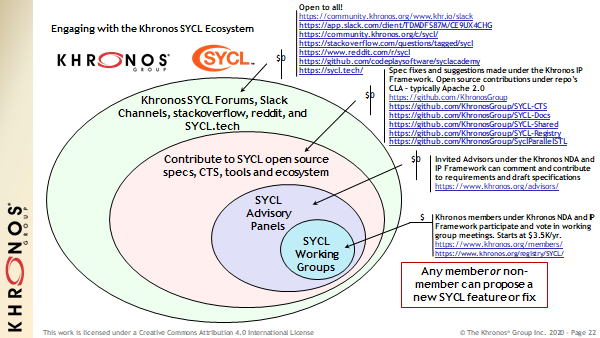 Engaging with the Khronos SYCL Ecosystem
KHRONOS
GROUP
SYCL
Open to all!
https://community.khronos.org/www.khr.io/slack
https://app.slack.com/client/TDMDFS87M/CE9UX4CHG
https://community.khronos.org/c/sycl/
https://stackoverflow.com/questions/tagged/sycl
https://www.reddit.com/r/sycl
https://github.com/codeplaysoftware/syclacademy
https://sycl.tech/
$0
Spec fixes and suggestions made under the Khronos IP
Framework. Open source contributions under repo's
CLA - typically Apache 2.0
https://github.com/KhronosGroup
https://github.com/KhronosGroup/SYCL-CTS
https://github.com/KhronosGroup/SYCL-Docs
https://github.com/KhronosGroup/SYCL-Shared
https://github.com/KhronosGroup/SYCL-Registry
https://github.com/KhronosGroup/SyclParallelSTL
$0
Khronos SYCL Forums, Slack
Channels, stackoverflow, reddit, and
SYCL.tech
Contribute to SYCL open source
specs, CTS, tools and ecosystem
$0
Invited Advisors under the Khronos NDA and
IP Framework can comment and contribute
to requirements and draft specifications
https://www.khronos.org/advisors/
SYCL
Advisory
Panels
SYCL
Working
Groups
$
Khronos members under Khronos NDA and IP
Framework participate and vote in working
group meetings. Starts at $3.5K/yr.
https://www.khronos.org/members/
https://www.khronos.org/registry/SYCL/
Any member or non-
member can propose a
new SYCL feature or fix
KHRONOS
GROUP
This work is licensed under a Creative Commons Attribution 4.0 International License
© The Khronos® Group Inc. 2020 - Page 22